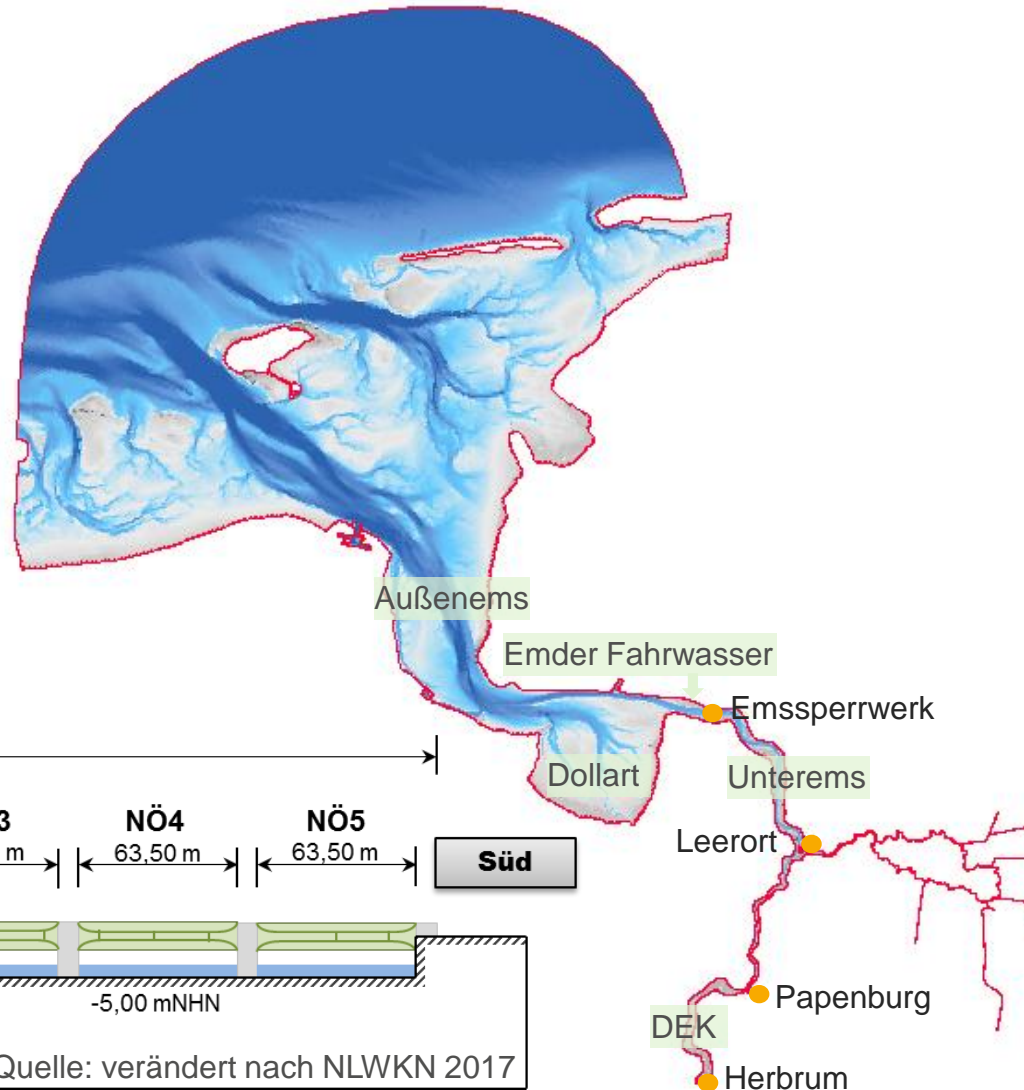 Außenems
Emder Fahrwasser
Emssperrwerk
Dollart
Unterems
Leerort
Papenburg
DEK
Herbrum
3 NÖ4 NÖ5
m 63,50 m 63,50 m
Süd
-5,00 mNHN
Quelle: verändert nach NLWKN 2017